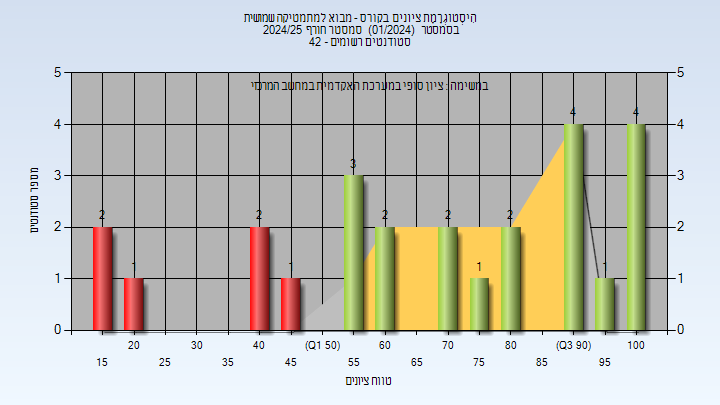 היסטוגרמת ציונים בקורס - מבוא למתמטיקה שמושית
בסמסטר (01/2024) סמסטר חורף 2024/25
סטודנטים רשומים - 42
במשימה : ציון סופי במערכת האקדמית במחשב המרכזי
5 5
4 4
3 3
2 2
1 1
0 0
2 1 2 1 3 2 2 1 2 4 1 4
מספר סטודנטים
20 30 40 (Q1 50) 60 70 80 (Q3 90) 100
15 25 35 45 55 65 75 85 95
טווח ציונים